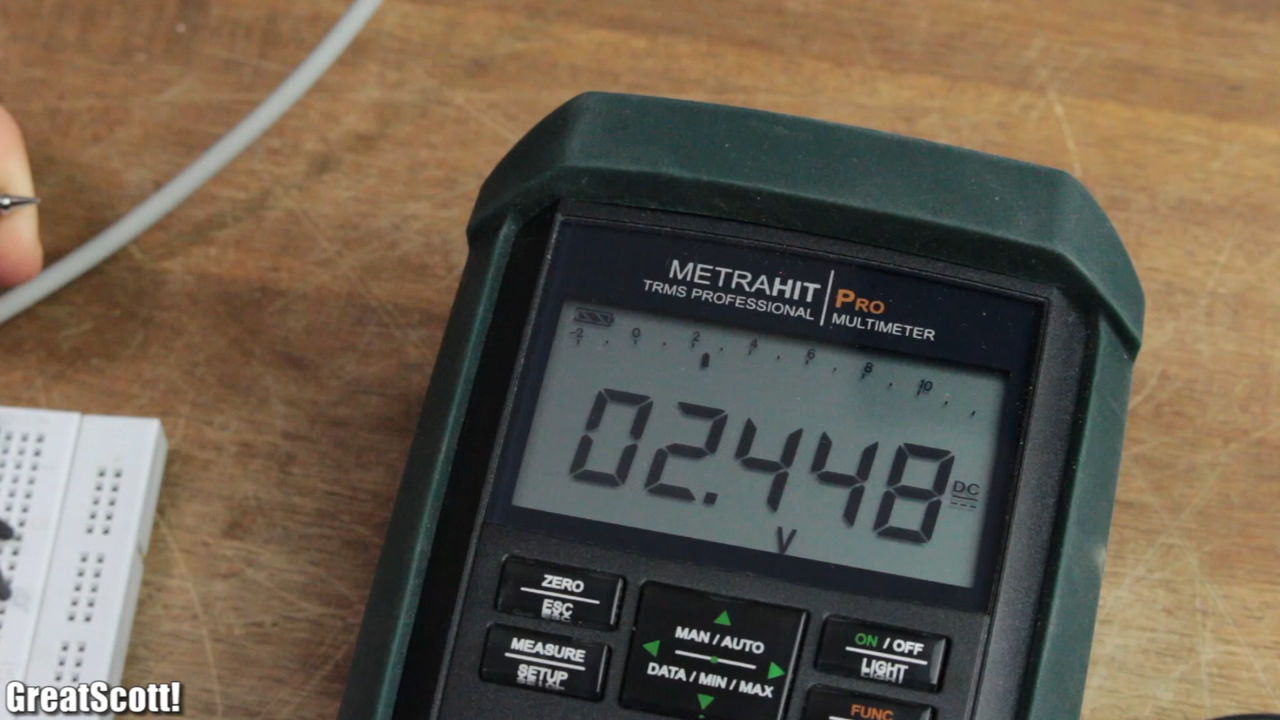 METRAHIT PRO
TRMS PROFESSIONAL MULTIMETER
-2 0 2 4 6 8 10
02.448 DC
V
ZERO
ESC
MAN / AUTO
DATA / MIN / MAX
ON / OFF
LIGHT
MEASURE
SETUP
FUNC
GreatScott!